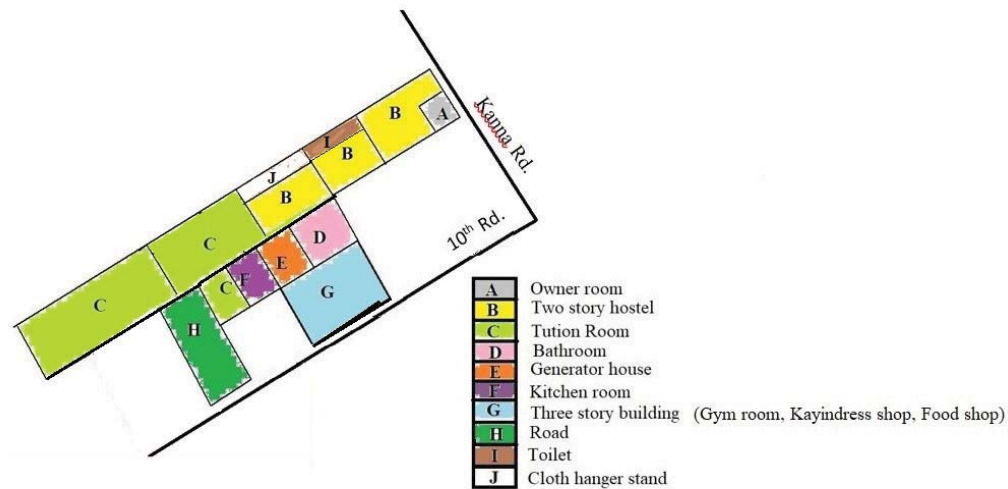 Kanna Rd.
10th Rd.
A
B
I
B
J
B
C
D
C
E
F
C
G
H
A Owner room
B Two story hostel
C Tution Room
D Bathroom
E Generator house
F Kitchen room
G Three story building (Gym room, Kayindress shop, Food shop)
H Road
I Toilet
J Cloth hanger stand